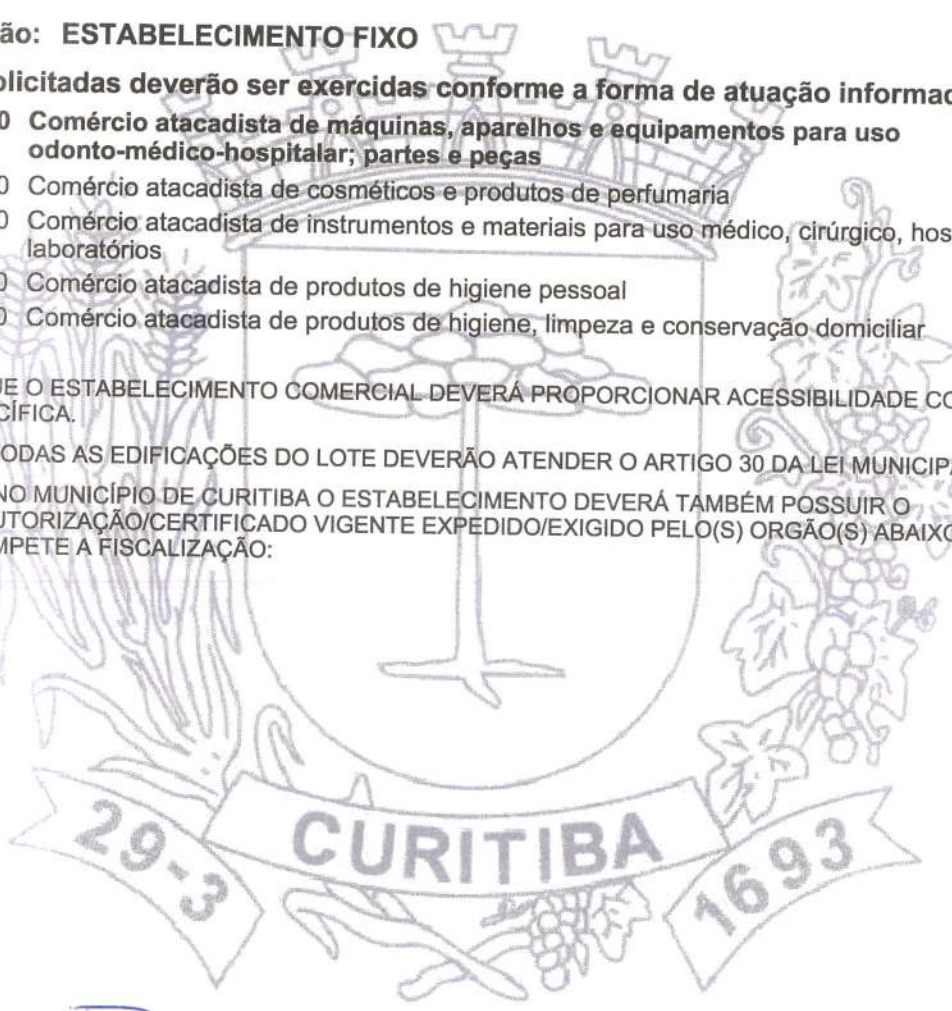 ão: ESTABELECIMENTO FIXO
olicitadas deverão ser exercidas conforme a forma de atuação informad
0 Comércio atacadista de máquinas, aparelhos e equipamentos para uso
odonto-médico-hospitalar; partes e peças
0 Comércio atacadista de cosméticos e produtos de perfumaria
0 Comércio atacadista de instrumentos e materiais para uso médico, cirúrgico, hos
laboratórios
0 Comércio atacadista de produtos de higiene pessoal
0 Comércio atacadista de produtos de higiene, limpeza e conservação domiciliar
UE O ESTABELECIMENTO COMERCIAL DEVERÁ PROPORCIONAR ACESSIBILIDADE CO
CÍFICA.
ODAS AS EDIFICAÇÕES DO LOTE DEVERÃO ATENDER O ARTIGO 30 DA LEI MUNICIPA
NO MUNICÍPIO DE CURITIBA O ESTABELECIMENTO DEVERÁ TAMBÉM POSSUIR O
UTORIZAÇÃO/CERTIFICADO VIGENTE EXPEDIDO/EXIGIDO PELO(S) ORGÃO(S) ABAIXO
MPETE A FISCALIZAÇÃO:
29-3 CURITIBA 1693